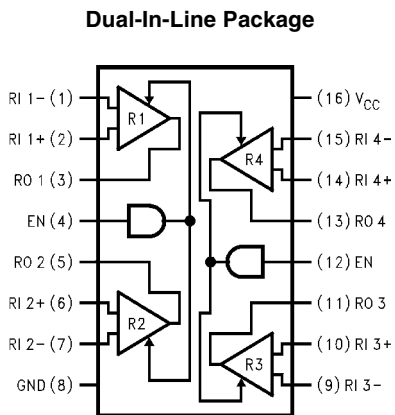 Dual-In-Line Package
RI 1- (1)
RI 1+ (2)
RO 1 (3)
EN (4)
RO 2 (5)
RI 2+ (6)
RI 2- (7)
GND (8)
R1
R2
R4
R3
(16) VCC
(15) RI 4-
(14) RI 4+
(13) RO 4
(12) EN
(11) RO 3
(10) RI 3+
(9) RI 3-